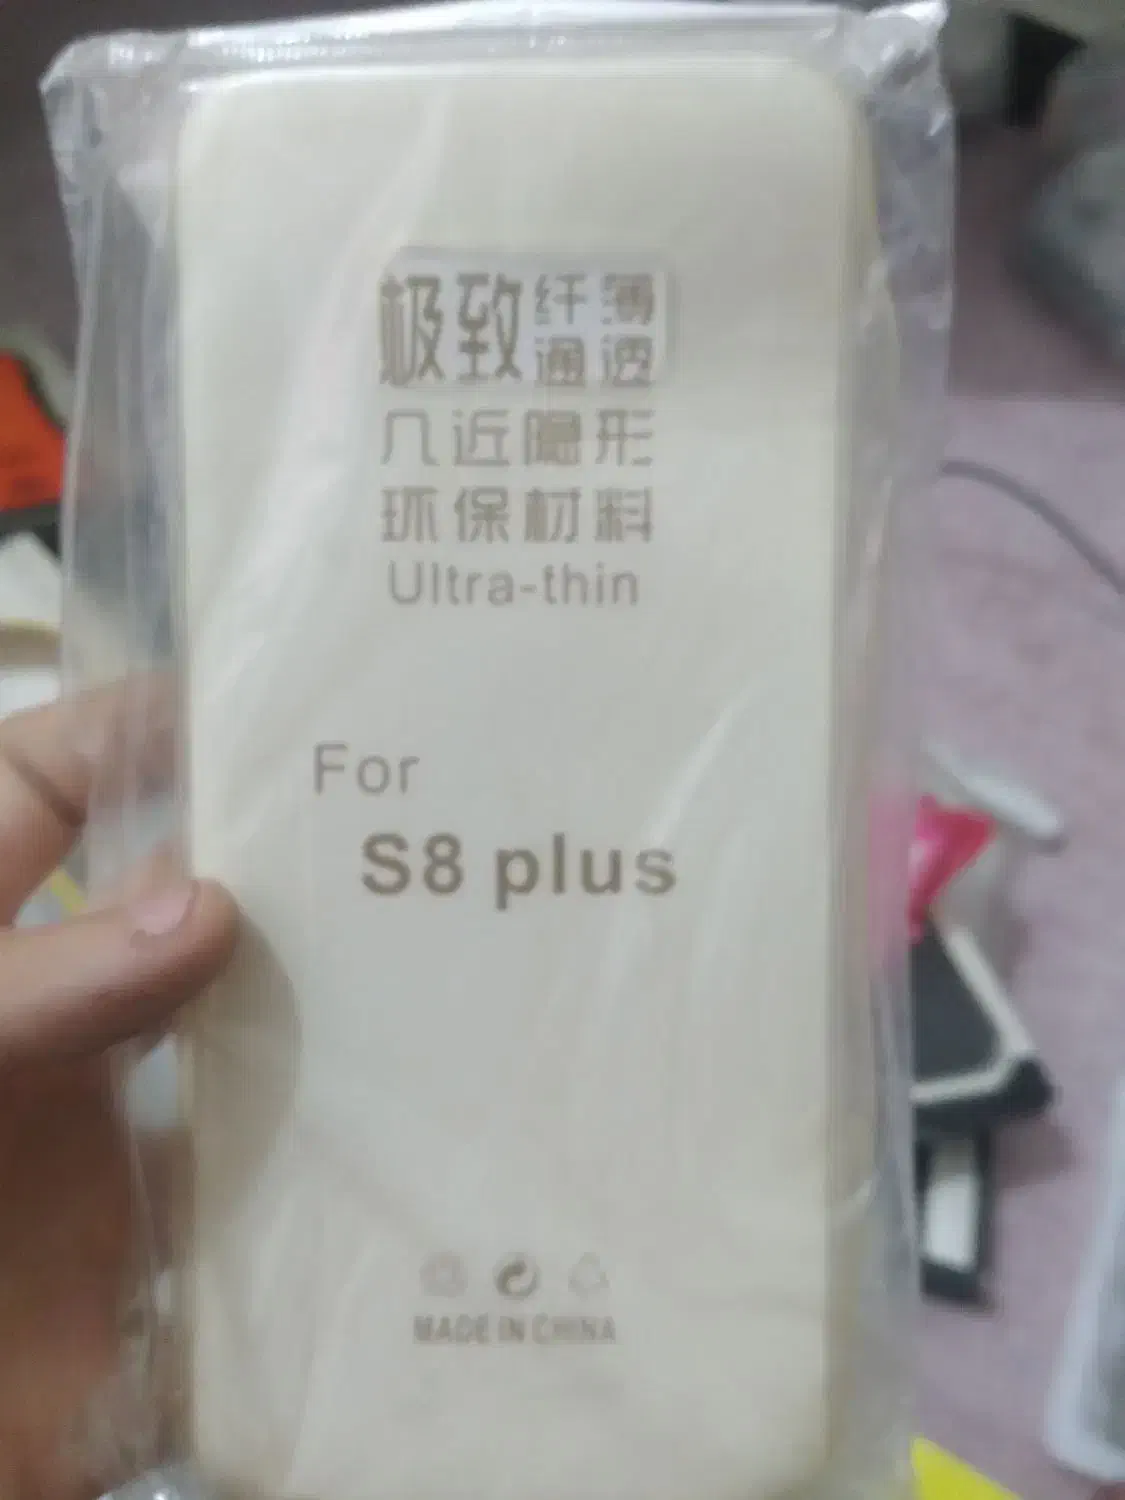 极致纤薄
通透
几近隐形
环保材料
Ultra-thin
For
S8 plus
MADE IN CHINA